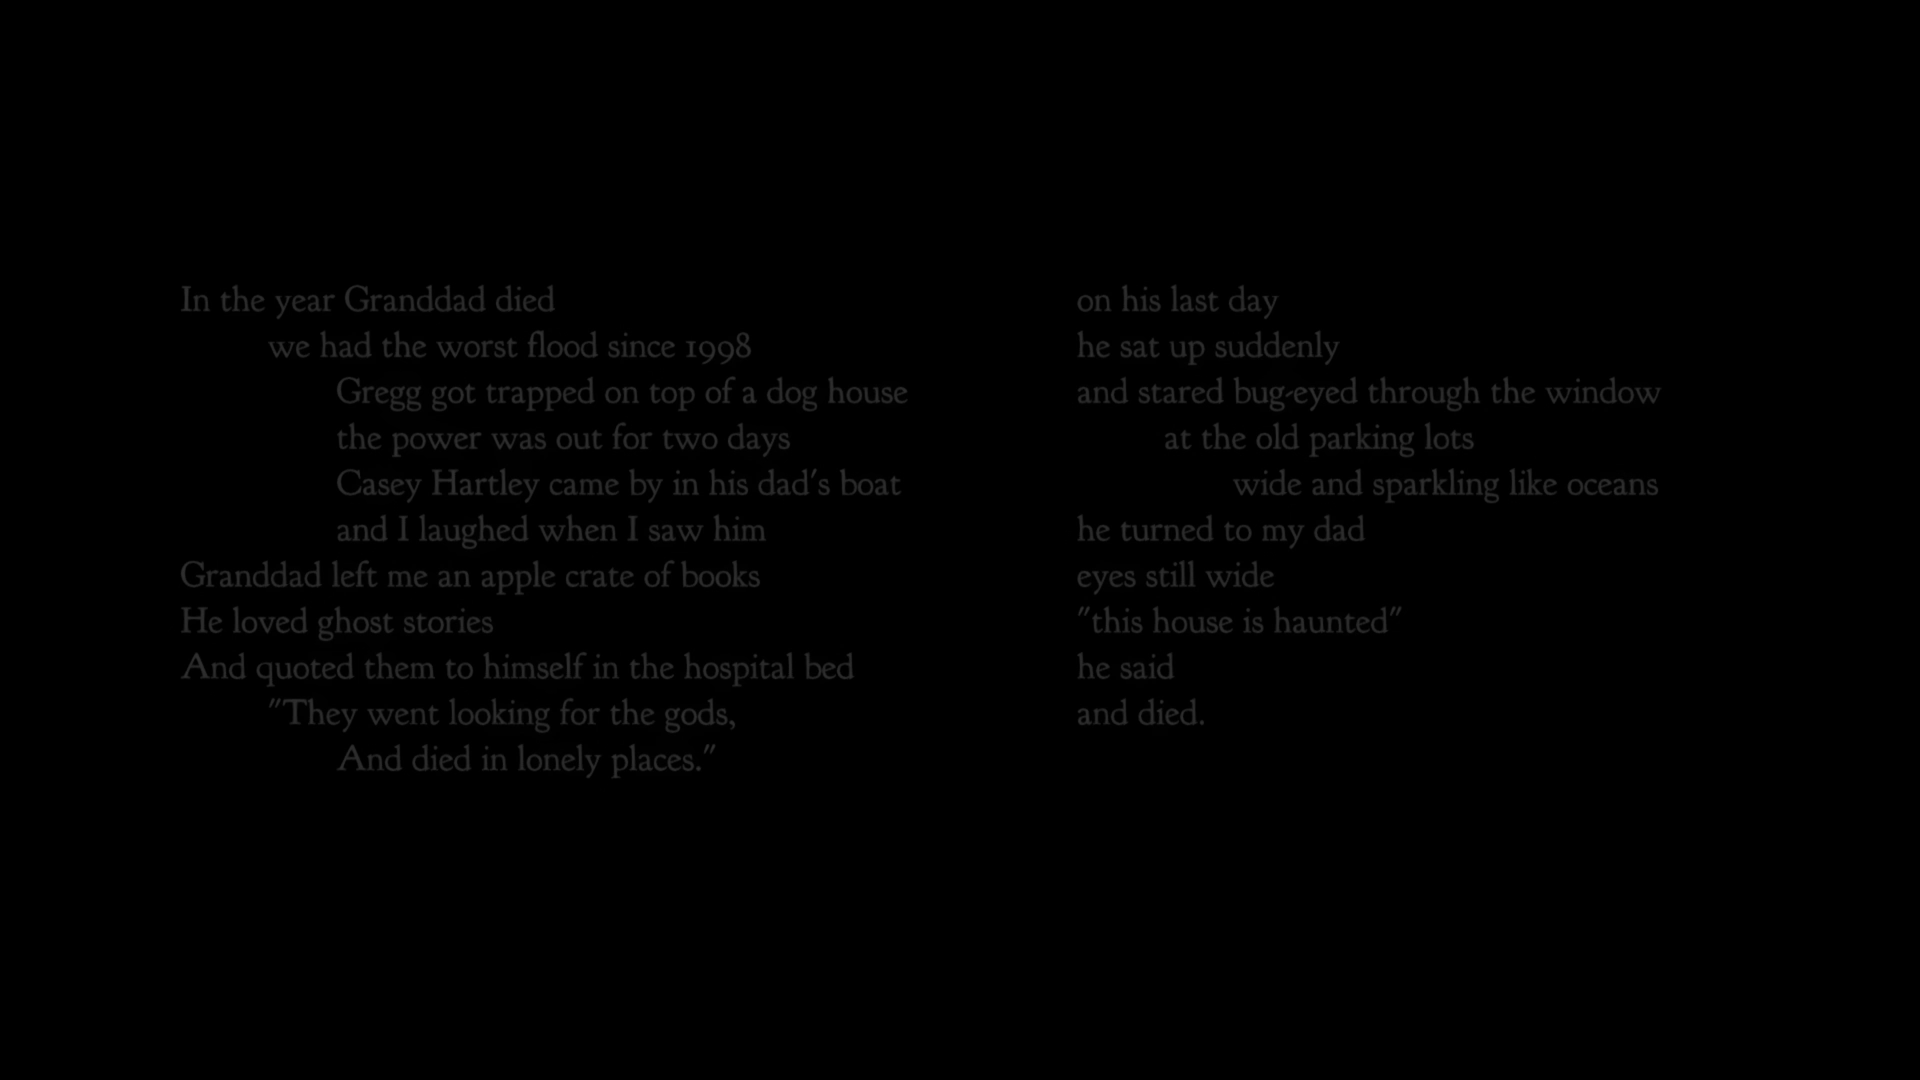 In the year Granddad died
we had the worst flood since 1998
Gregg got trapped on top of a dog house
the power was out for two days
Casey Hartley came by in his dad's boat
and I laughed when I saw him
Granddad left me an apple crate of books
He loved ghost stories
And quoted them to himself in the hospital bed
"They went looking for the gods,
And died in lonely places."
on his last day
he sat up suddenly
and stared bug-eyed through the window
at the old parking lots
wide and sparkling like oceans
he turned to my dad
eyes still wide
"this house is haunted"
he said
and died.